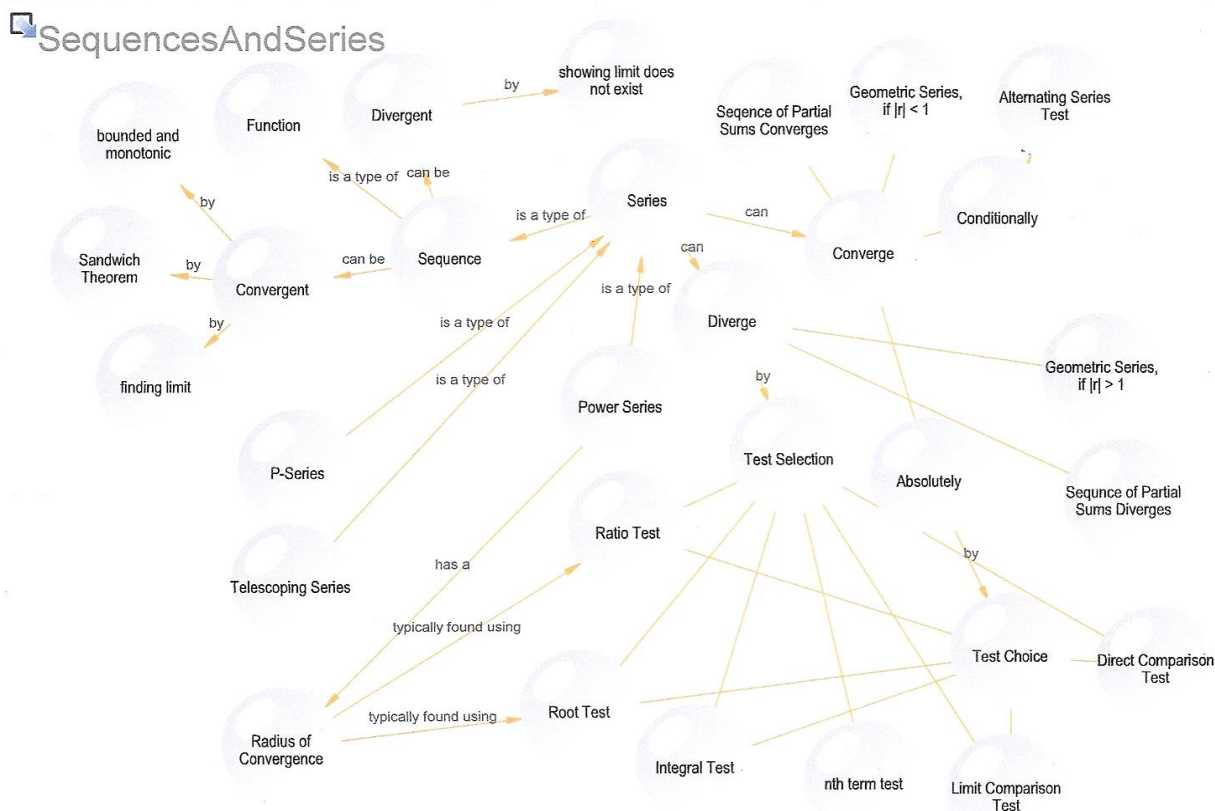 SequencesAndSeries
showing limit does
not exist
by
Divergent
Function
bounded and
monotonic
Seqence of Partial
Sums Converges
Geometric Series,
if |r| < 1
Alternating Series
Test
is a type of
can be
by
Series
is a type of
can
Conditionally
Sandwich
Theorem
by
Convergent
can be
Sequence
Converge
can
is a type of
Diverge
by
is a type of
finding limit
is a type of
Geometric Series,
if |r| > 1
by
Power Series
P-Series
Test Selection
Absolutely
Sequnce of Partial
Sums Diverges
Ratio Test
by
Telescoping Series
has a
typically found using
Test Choice
Direct Comparison
Test
typically found using
Root Test
Radius of
Convergence
Integral Test
nth term test
Limit Comparison
Test